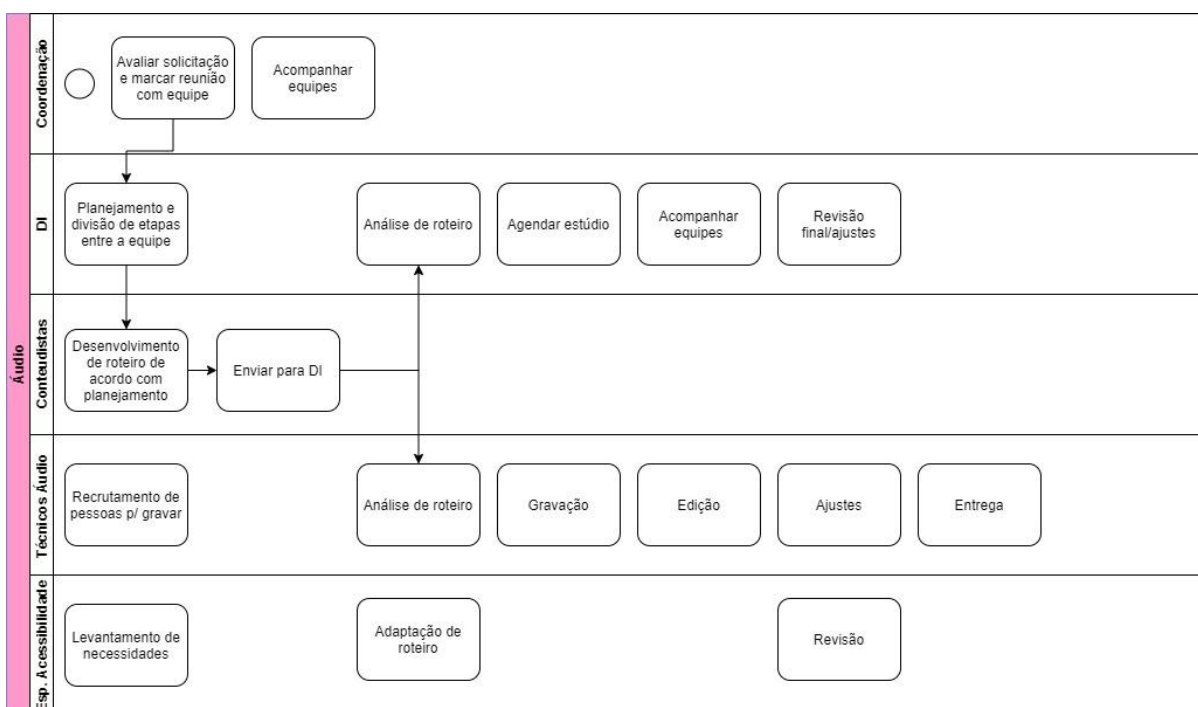 Áudio
Coordenação
Avaliar solicitação
e marcar reunião
com equipe
Acompanhar
equipes
DI
Planejamento e
divisão de etapas
entre a equipe
Análise de roteiro
Agendar estúdio
Acompanhar
equipes
Revisão
final/ajustes
Conteudistas
Desenvolvimento
de roteiro de
acordo com
planejamento
Enviar para DI
Técnicos Áudio
Recrutamento de
pessoas p/ gravar
Análise de roteiro
Gravação
Edição
Ajustes
Entrega
Esp. Acessibilidade
Levantamento de
necessidades
Adaptação de
roteiro
Revisão